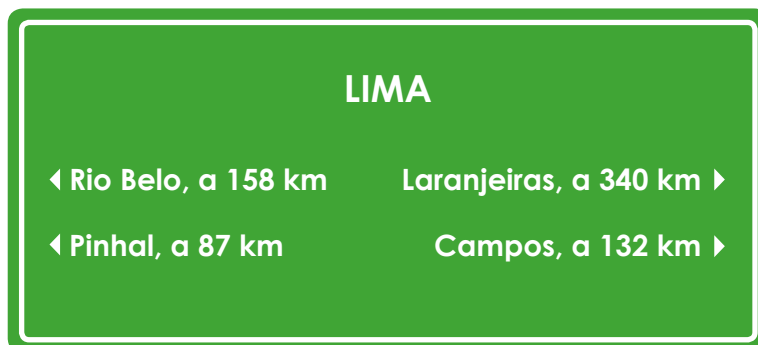 LIMA
Rio Belo, a 158 km
Laranjeiras, a 340 km
Pinhal, a 87 km
Campos, a 132 km